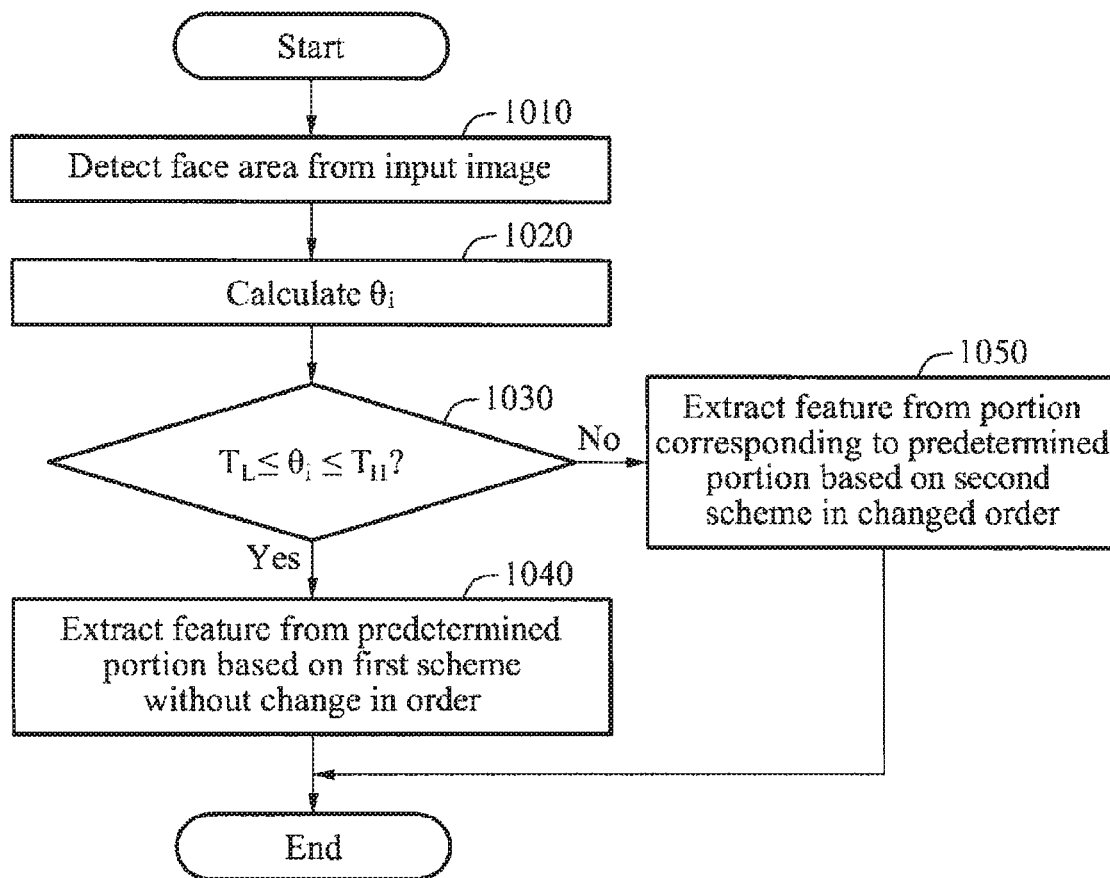 Start
1010
Detect face area from input image
1020
Calculate θi
1030
TL ≤ θi ≤ TH?
No
Yes
1050
Extract feature from portion
corresponding to predetermined
portion based on second
scheme in changed order
1040
Extract feature from predetermined
portion based on first scheme
without change in order
End